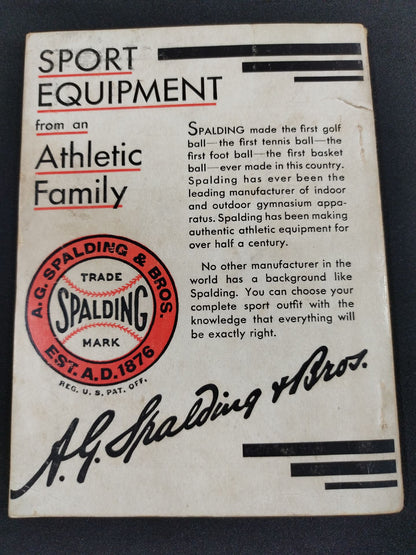 SPORT
EQUIPMENT
from an
Athletic
Family
SPALDING made the first golf
ball—the first tennis ball—the
first foot ball—the first basket
ball—ever made in this country.
Spalding has ever been the
leading manufacturer of indoor
and outdoor gymnasium appa-
ratus. Spalding has been making
authentic athletic equipment for
over half a century.
No other manufacturer in the
world has a background like
Spalding. You can choose your
complete sport outfit with the
knowledge that everything will
be exactly right.
A.G. SPALDING & BROS.
TRADE
SPALDING
MARK
EST. A.D. 1876
REG. U. S. PAT. OFF.
A.G. Spalding & Bros.